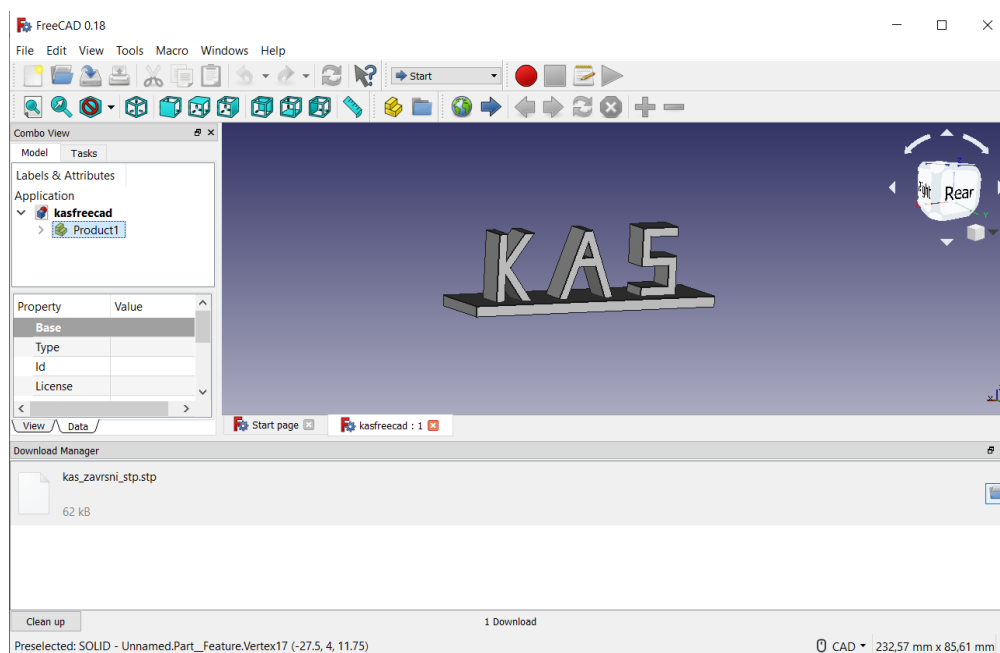 FreeCAD 0.18
File Edit View Tools Macro Windows Help
Start
Combo View
Model Tasks
Labels & Attributes
Application
kasfreecad
Product1
Property Value
Base
Type
Id
License
View Data
Rear
KAS
Start page kasfreecad : 1
Download Manager
kas_zavrsni_stp.stp
62 kB
Clean up 1 Download
Preselected: SOLID - Unnamed.Part__Feature.Vertex17 (-27.5, 4, 11.75) CAD 232,57 mm x 85,61 mm